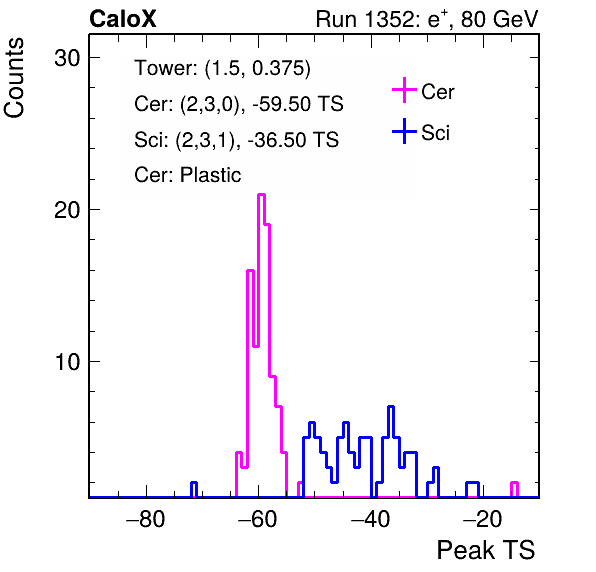 CaloX Run 1352: e⁺, 80 GeV
Counts
30
20
10
Tower: (1.5, 0.375)
Cer: (2,3,0), -59.50 TS
Sci: (2,3,1), -36.50 TS
Cer: Plastic
Cer
Sci
−80 −60 −40 −20
Peak TS